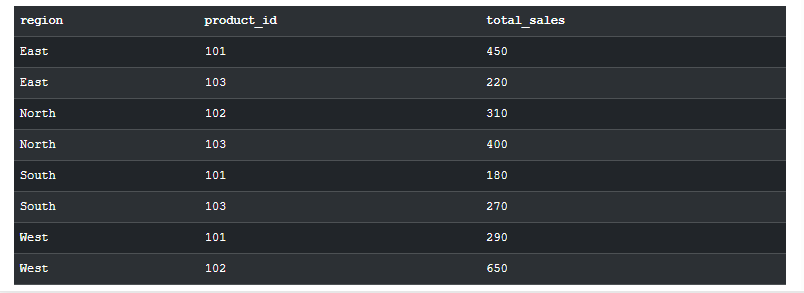 region product_id total_sales
East 101 450
East 103 220
North 102 310
North 103 400
South 101 180
South 103 270
West 101 290
West 102 650